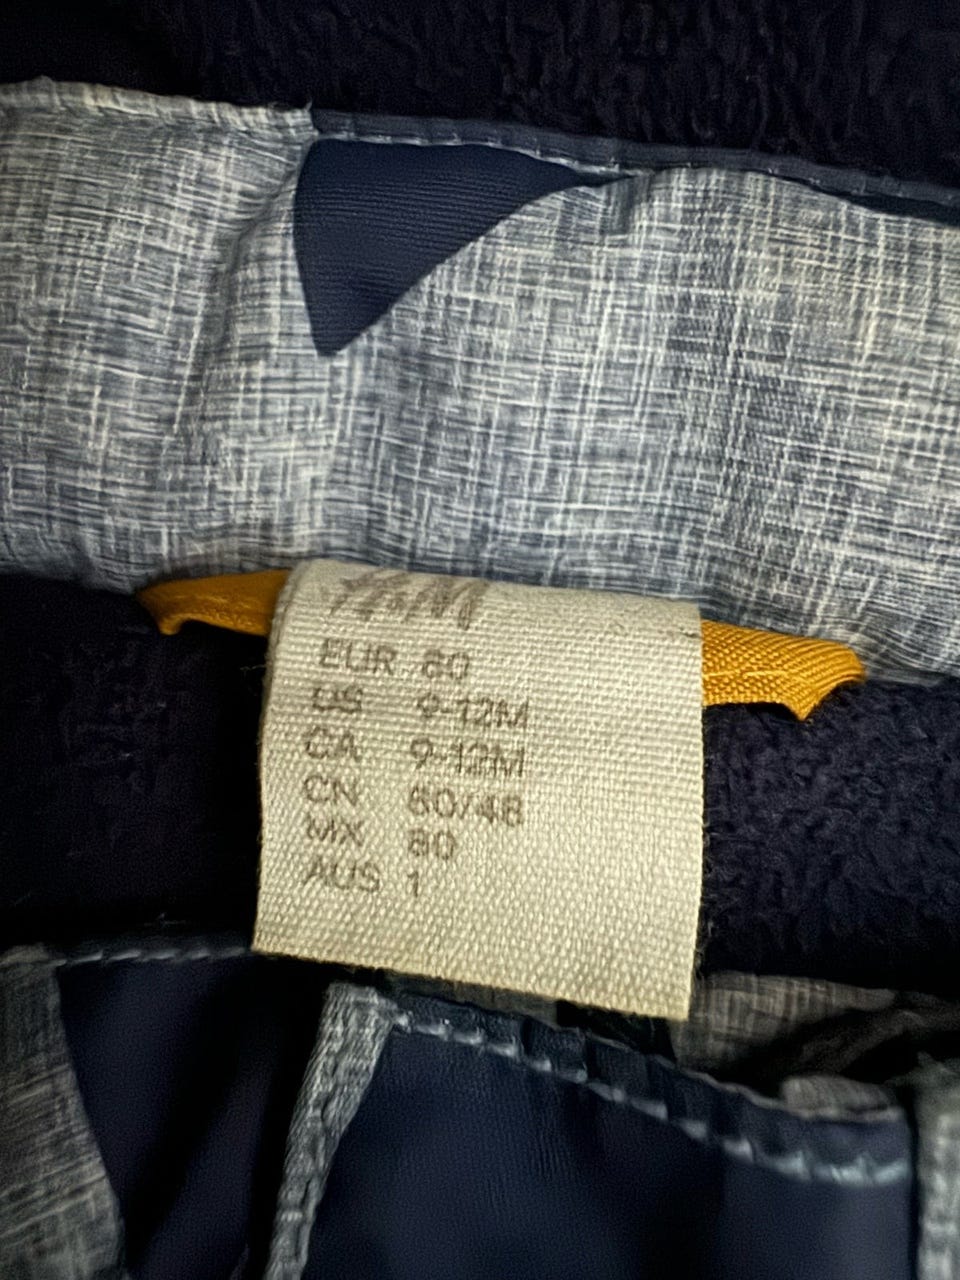 H&M
EUR 80
US 9-12M
CA 9-12M
CN 80/48
MX 80
AUS 1